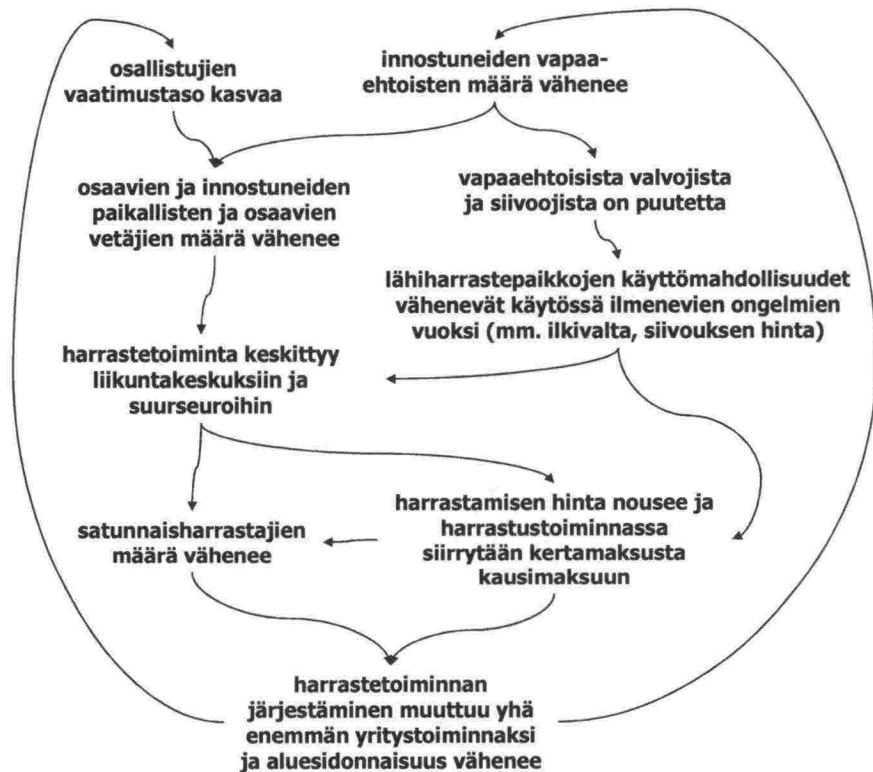 osallistujien
vaatimustaso kasvaa
innostuneiden vapaa-
ehtoisten määrä vähenee
osaavien ja innostuneiden
paikallisten ja osaavien
vetäjien määrä vähenee
vapaaehtoisista valvojista
ja siivoojista on puutetta
lähiharrastepaikkojen käyttömahdollisuudet
vähenevät käytössä ilmenevien ongelmien
vuoksi (mm. ilkivalta, siivouksen hinta)
harrastetoiminta keskittyy
liikuntakeskuksiin ja
suurseuroihin
satunnaisharrastajien
määrä vähenee
harrastamisen hinta nousee ja
harrastustoiminnassa
siirrytään kertamaksusta
kausimaksuun
harrastetoiminnan
järjestäminen muuttuu yhä
enemmän yritystoiminnaksi
ja aluesidonnaisuus vähenee